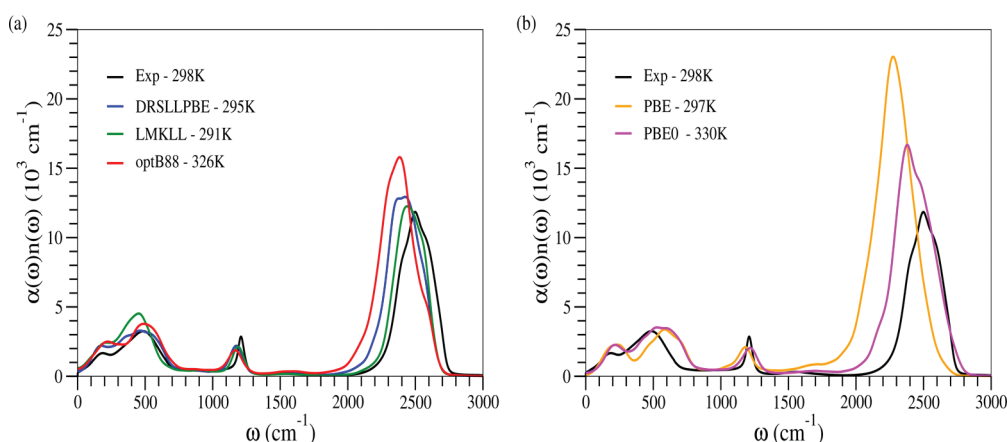 (a)
α(ω)n(ω) (10³ cm⁻¹)
25
20
15
10
5
0
Exp - 298K
DRSLLPBE - 295K
LMKLL - 291K
optB88 - 326K
0 500 1000 1500 2000 2500 3000
ω (cm⁻¹)
(b)
α(ω)n(ω) (10³ cm⁻¹)
25
20
15
10
5
0
Exp - 298K
PBE - 297K
PBE0 - 330K
0 500 1000 1500 2000 2500 3000
ω (cm⁻¹)